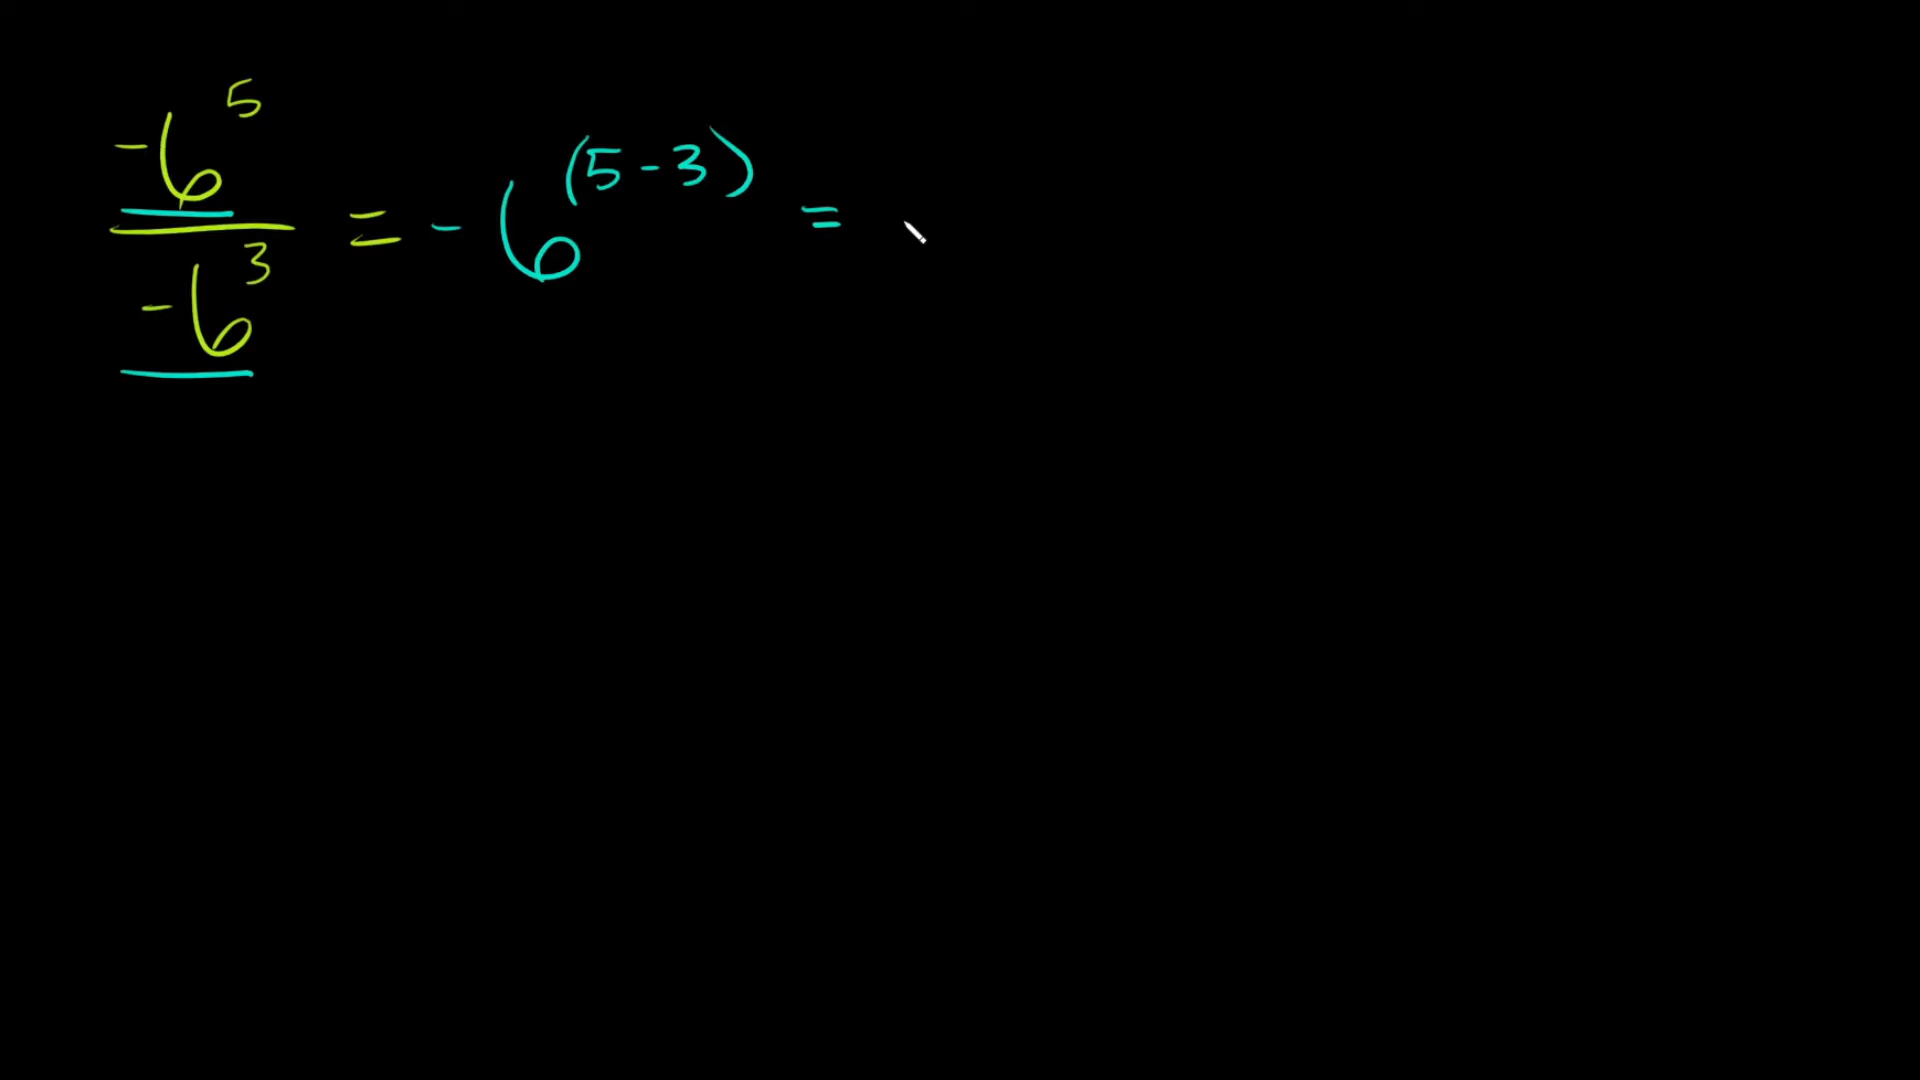 -6^5 / -6^3 = -6^(5-3) =